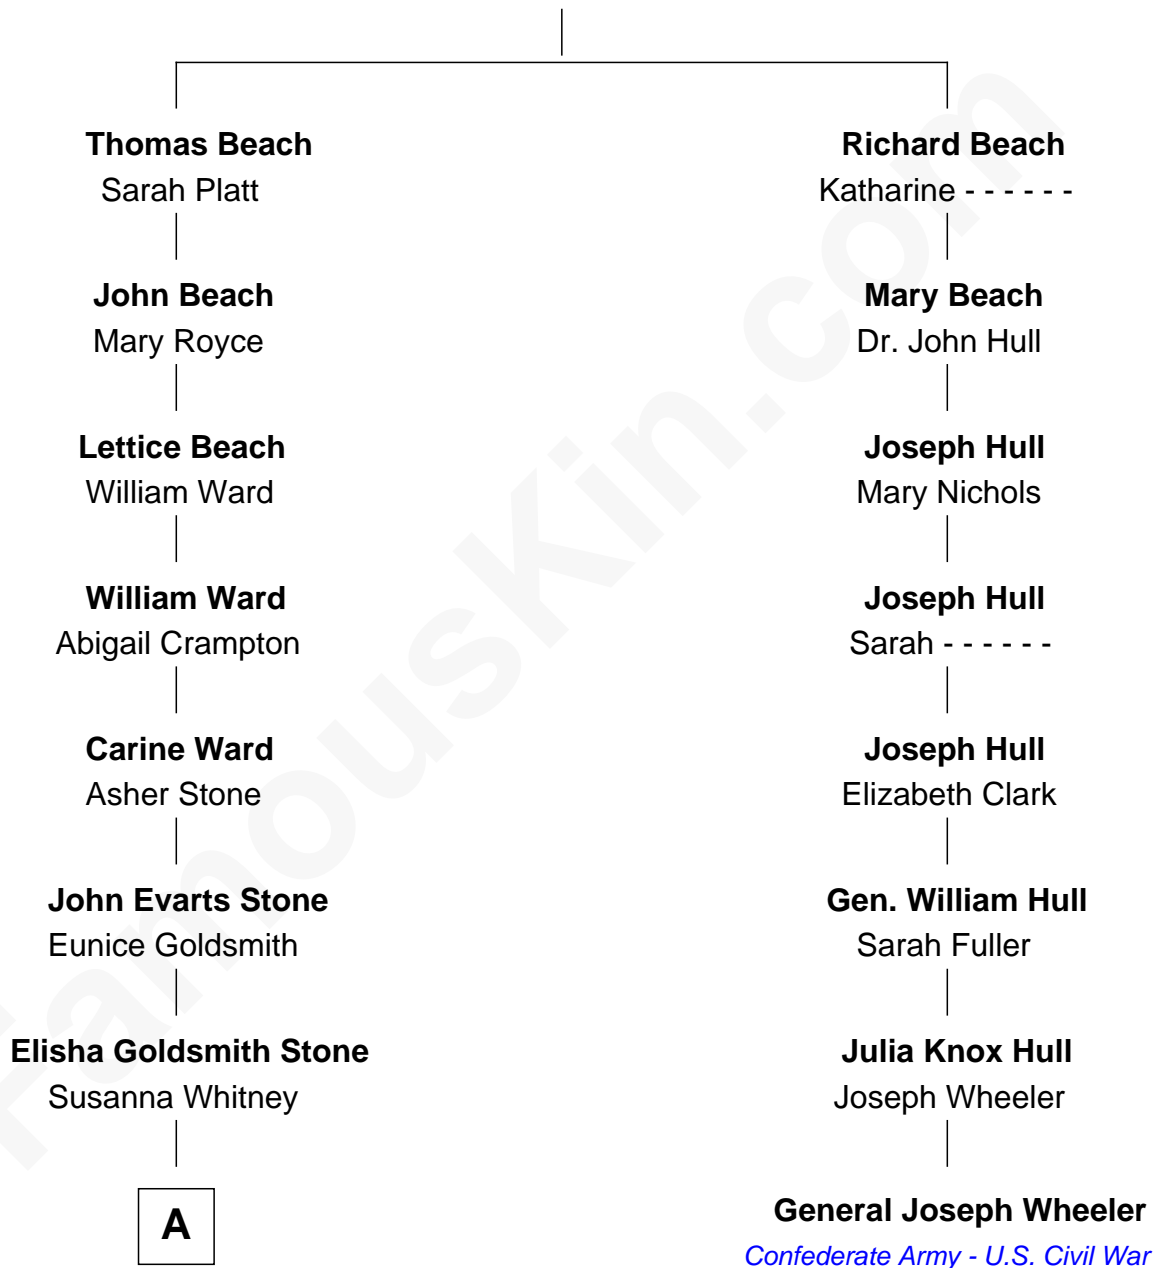 Thomas Beach
Sarah Platt
John Beach
Mary Royce
Lettice Beach
William Ward
William Ward
Abigail Crampton
Carine Ward
Asher Stone
John Evarts Stone
Eunice Goldsmith
Elisha Goldsmith Stone
Susanna Whitney
A
Richard Beach
Katharine - - - - - -
Mary Beach
Dr. John Hull
Joseph Hull
Mary Nichols
Joseph Hull
Sarah - - - - - -
Joseph Hull
Elizabeth Clark
Gen. William Hull
Sarah Fuller
Julia Knox Hull
Joseph Wheeler
General Joseph Wheeler
Confederate Army - U.S. Civil War
FamousKin.com